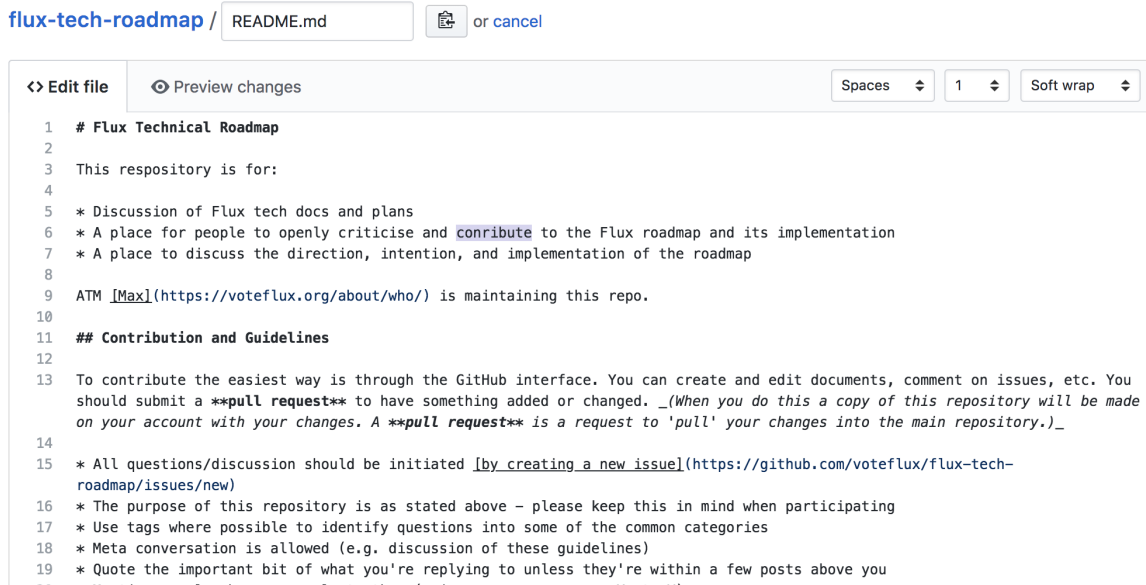 flux-tech-roadmap / README.md or cancel
<> Edit file Preview changes Spaces 1 Soft wrap
1 # Flux Technical Roadmap
2
3 This respository is for:
4
5 * Discussion of Flux tech docs and plans
6 * A place for people to openly criticise and conribute to the Flux roadmap and its implementation
7 * A place to discuss the direction, intention, and implementation of the roadmap
8
9 ATM [Max](https://voteflux.org/about/who/) is maintaining this repo.
10
11 ## Contribution and Guidelines
12
13 To contribute the easiest way is through the GitHub interface. You can create and edit documents, comment on issues, etc. You
should submit a **pull request** to have something added or changed. _(When you do this a copy of this repository will be made
on your account with your changes. A **pull request** is a request to 'pull' your changes into the main repository.)_
14
15 * All questions/discussion should be initiated [by creating a new issue](https://github.com/voteflux/flux-tech-
roadmap/issues/new)
16 * The purpose of this repository is as stated above – please keep this in mind when participating
17 * Use tags where possible to identify questions into some of the common categories
18 * Meta conversation is allowed (e.g. discussion of these guidelines)
19 * Quote the important bit of what you're replying to unless they're within a few posts above you